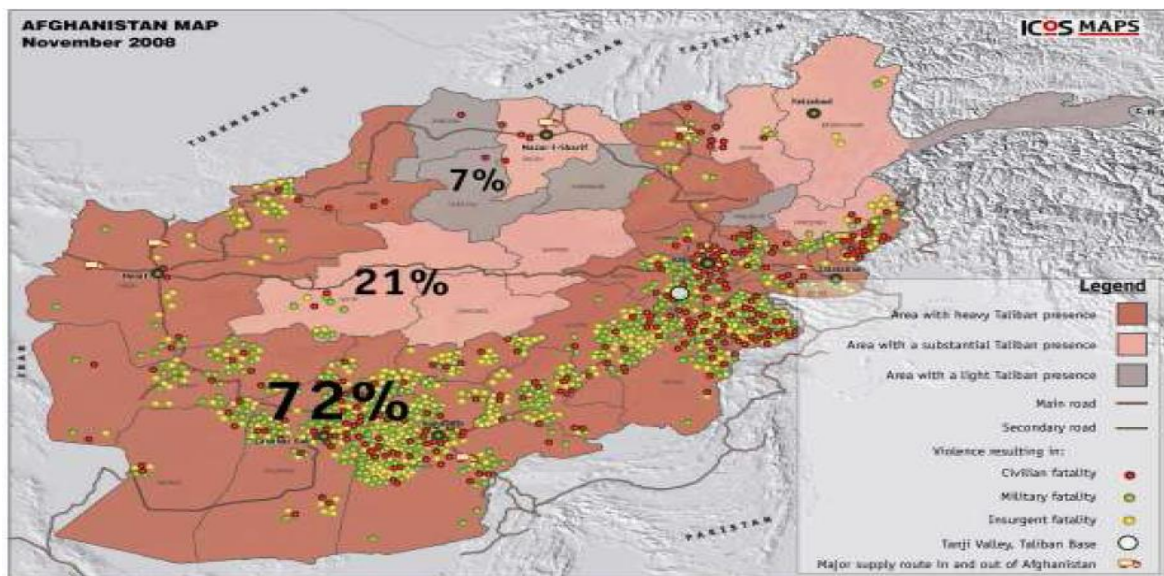 AFGHANISTAN MAP
November 2008
ICOS MAPS
TAJIKISTAN
UZBEKISTAN
TURKMENISTAN
Faizabad
Mazar-i-Sharif
7%
Herat
21%
Legend
Area with heavy Taliban presence
Area with a substantial Taliban presence
IRAN
Area with a light Taliban presence
72%
Main road
Secondary road
Violence resulting in:
Civilian fatality
Military fatality
PAKISTAN
Insurgent fatality
Tanji Valley, Taliban Base
Major supply route in and out of Afghanistan